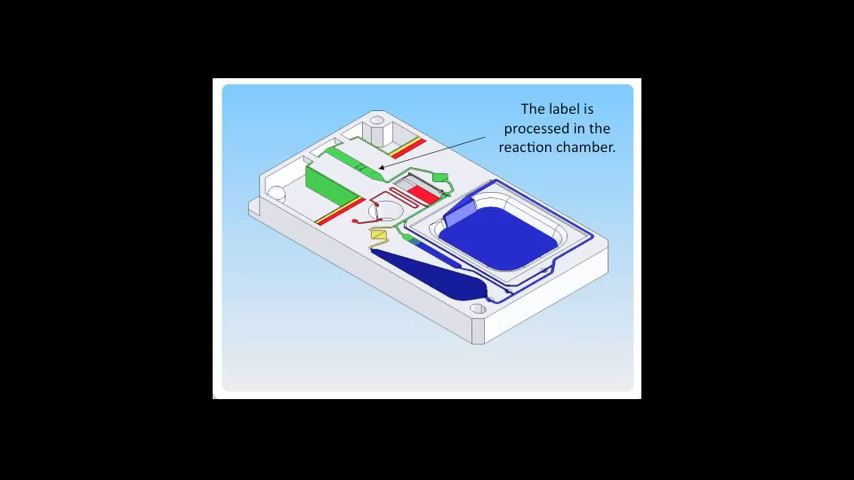 The label is
processed in the
reaction chamber.